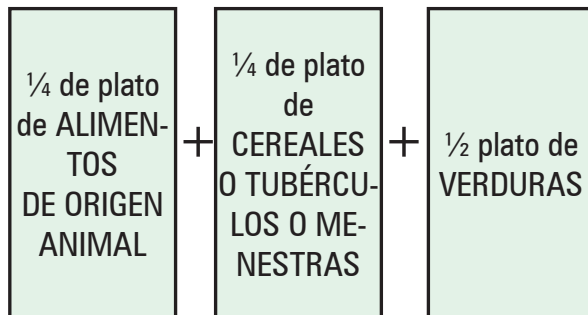 ¼ de plato
de ALIMEN-
TOS
DE ORIGEN
ANIMAL
+
¼ de plato
de
CEREALES
O TUBÉRCU-
LOS O ME-
NESTRAS
+
½ plato de
VERDURAS